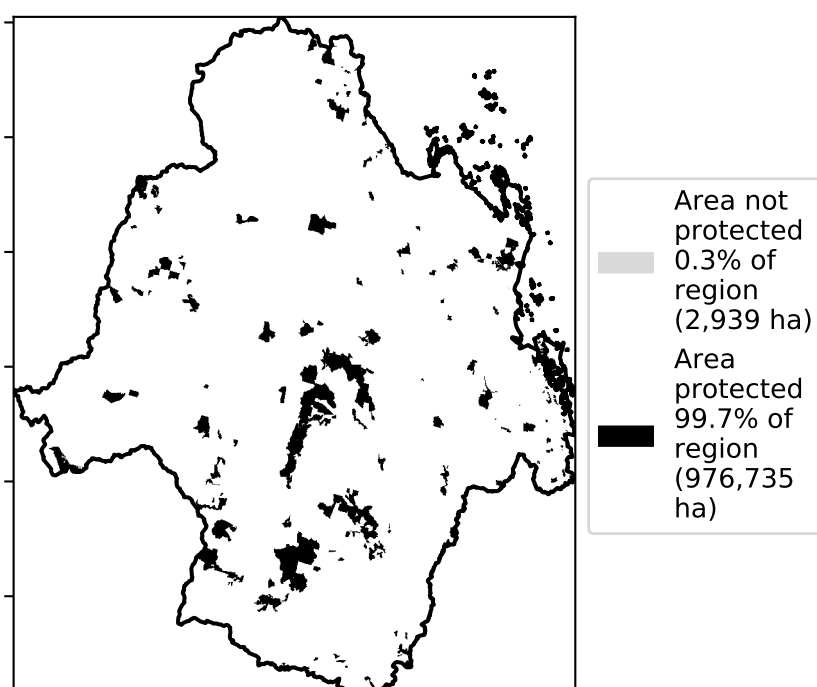 Area not
protected
0.3% of
region
(2,939 ha)
Area
protected
99.7% of
region
(976,735
ha)